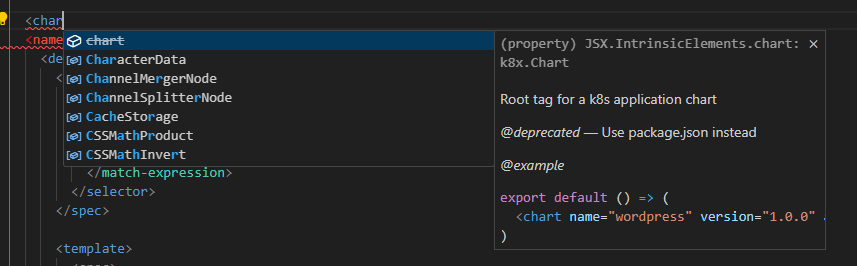 <char
<name
<de
<
chart
CharacterData
ChannelMergerNode
ChannelSplitterNode
CacheStorage
CSSMathProduct
CSSMathInvert
</match-expression>
</selector>
</spec>
<template>
(property) JSX.IntrinsicElements.chart:
k8x.Chart
Root tag for a k8s application chart
@deprecated — Use package.json instead
@example
export default () => (
<chart name="wordpress" version="1.0.0"
)